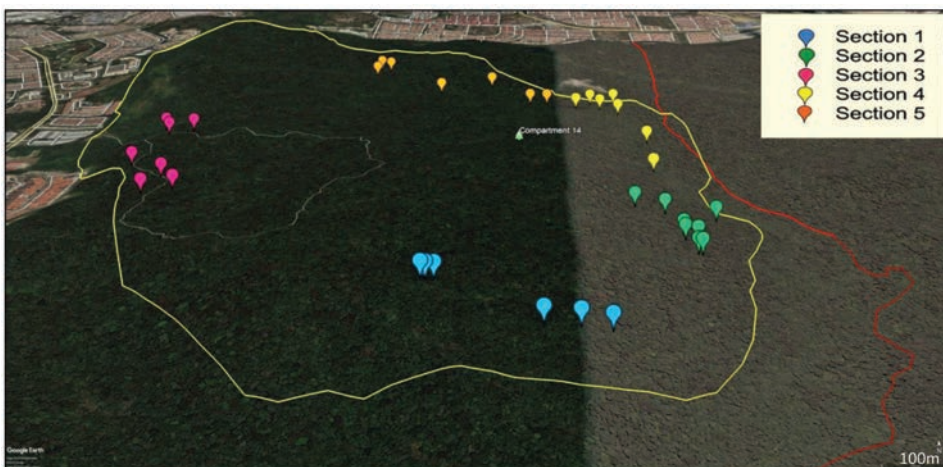 Section 1
Section 2
Section 3
Section 4
Section 5
Compartment 14
Google Earth
100m